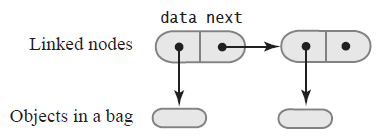 data next
Linked nodes
Objects in a bag